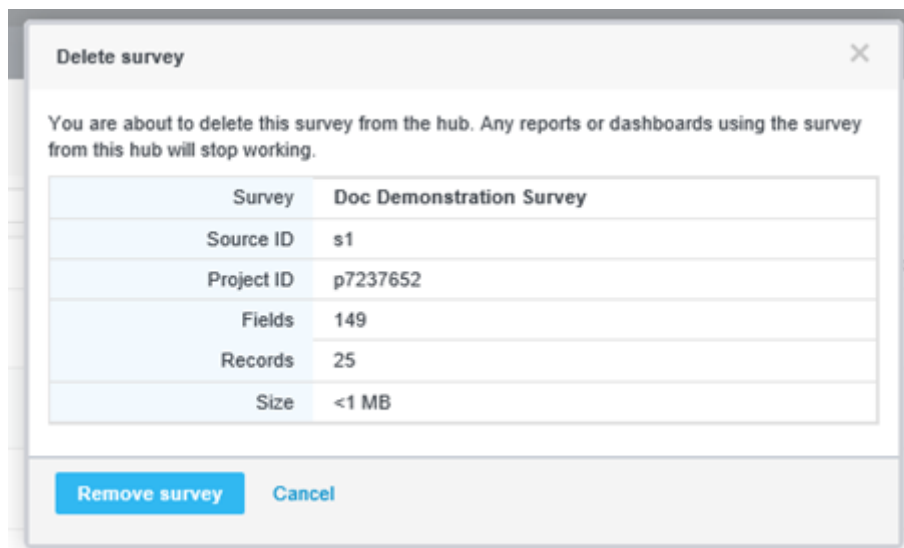 Delete survey
You are about to delete this survey from the hub. Any reports or dashboards using the survey
from this hub will stop working.
Survey Doc Demonstration Survey
Source ID s1
Project ID p7237652
Fields 149
Records 25
Size <1 MB
Remove survey Cancel